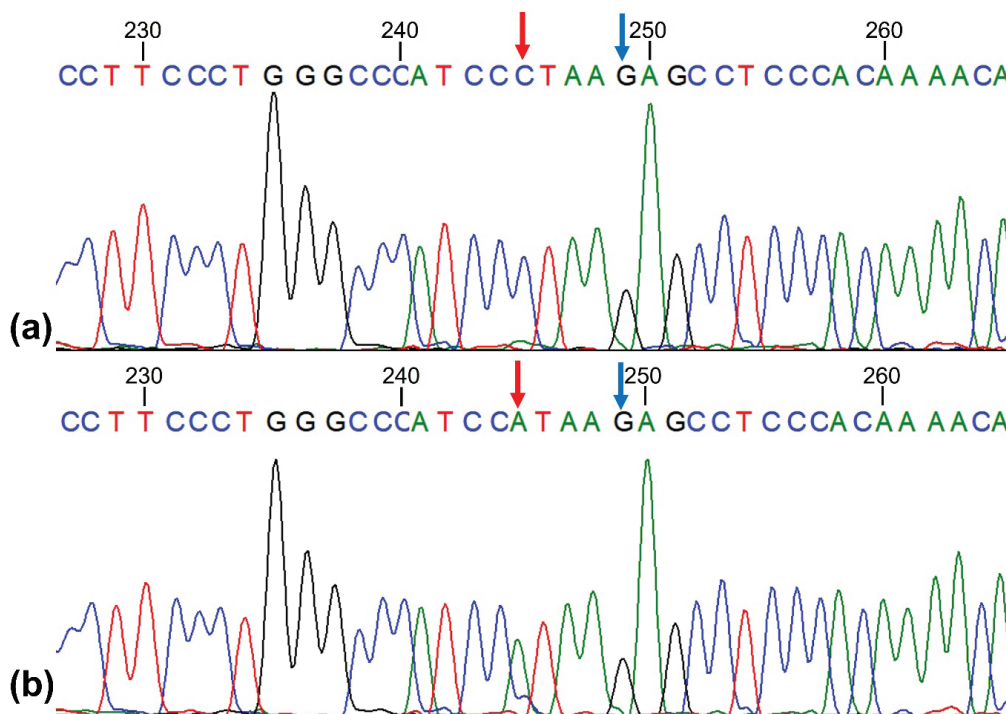 230 240 250 260
CCTTCCCTGGGCCCATCCCTAAGAGCCTCCCACAAAACA
(a)
230 240 250 260
CCTTCCCTGGGCCCATCCATAAGAGCCTCCCACAAAACA
(b)